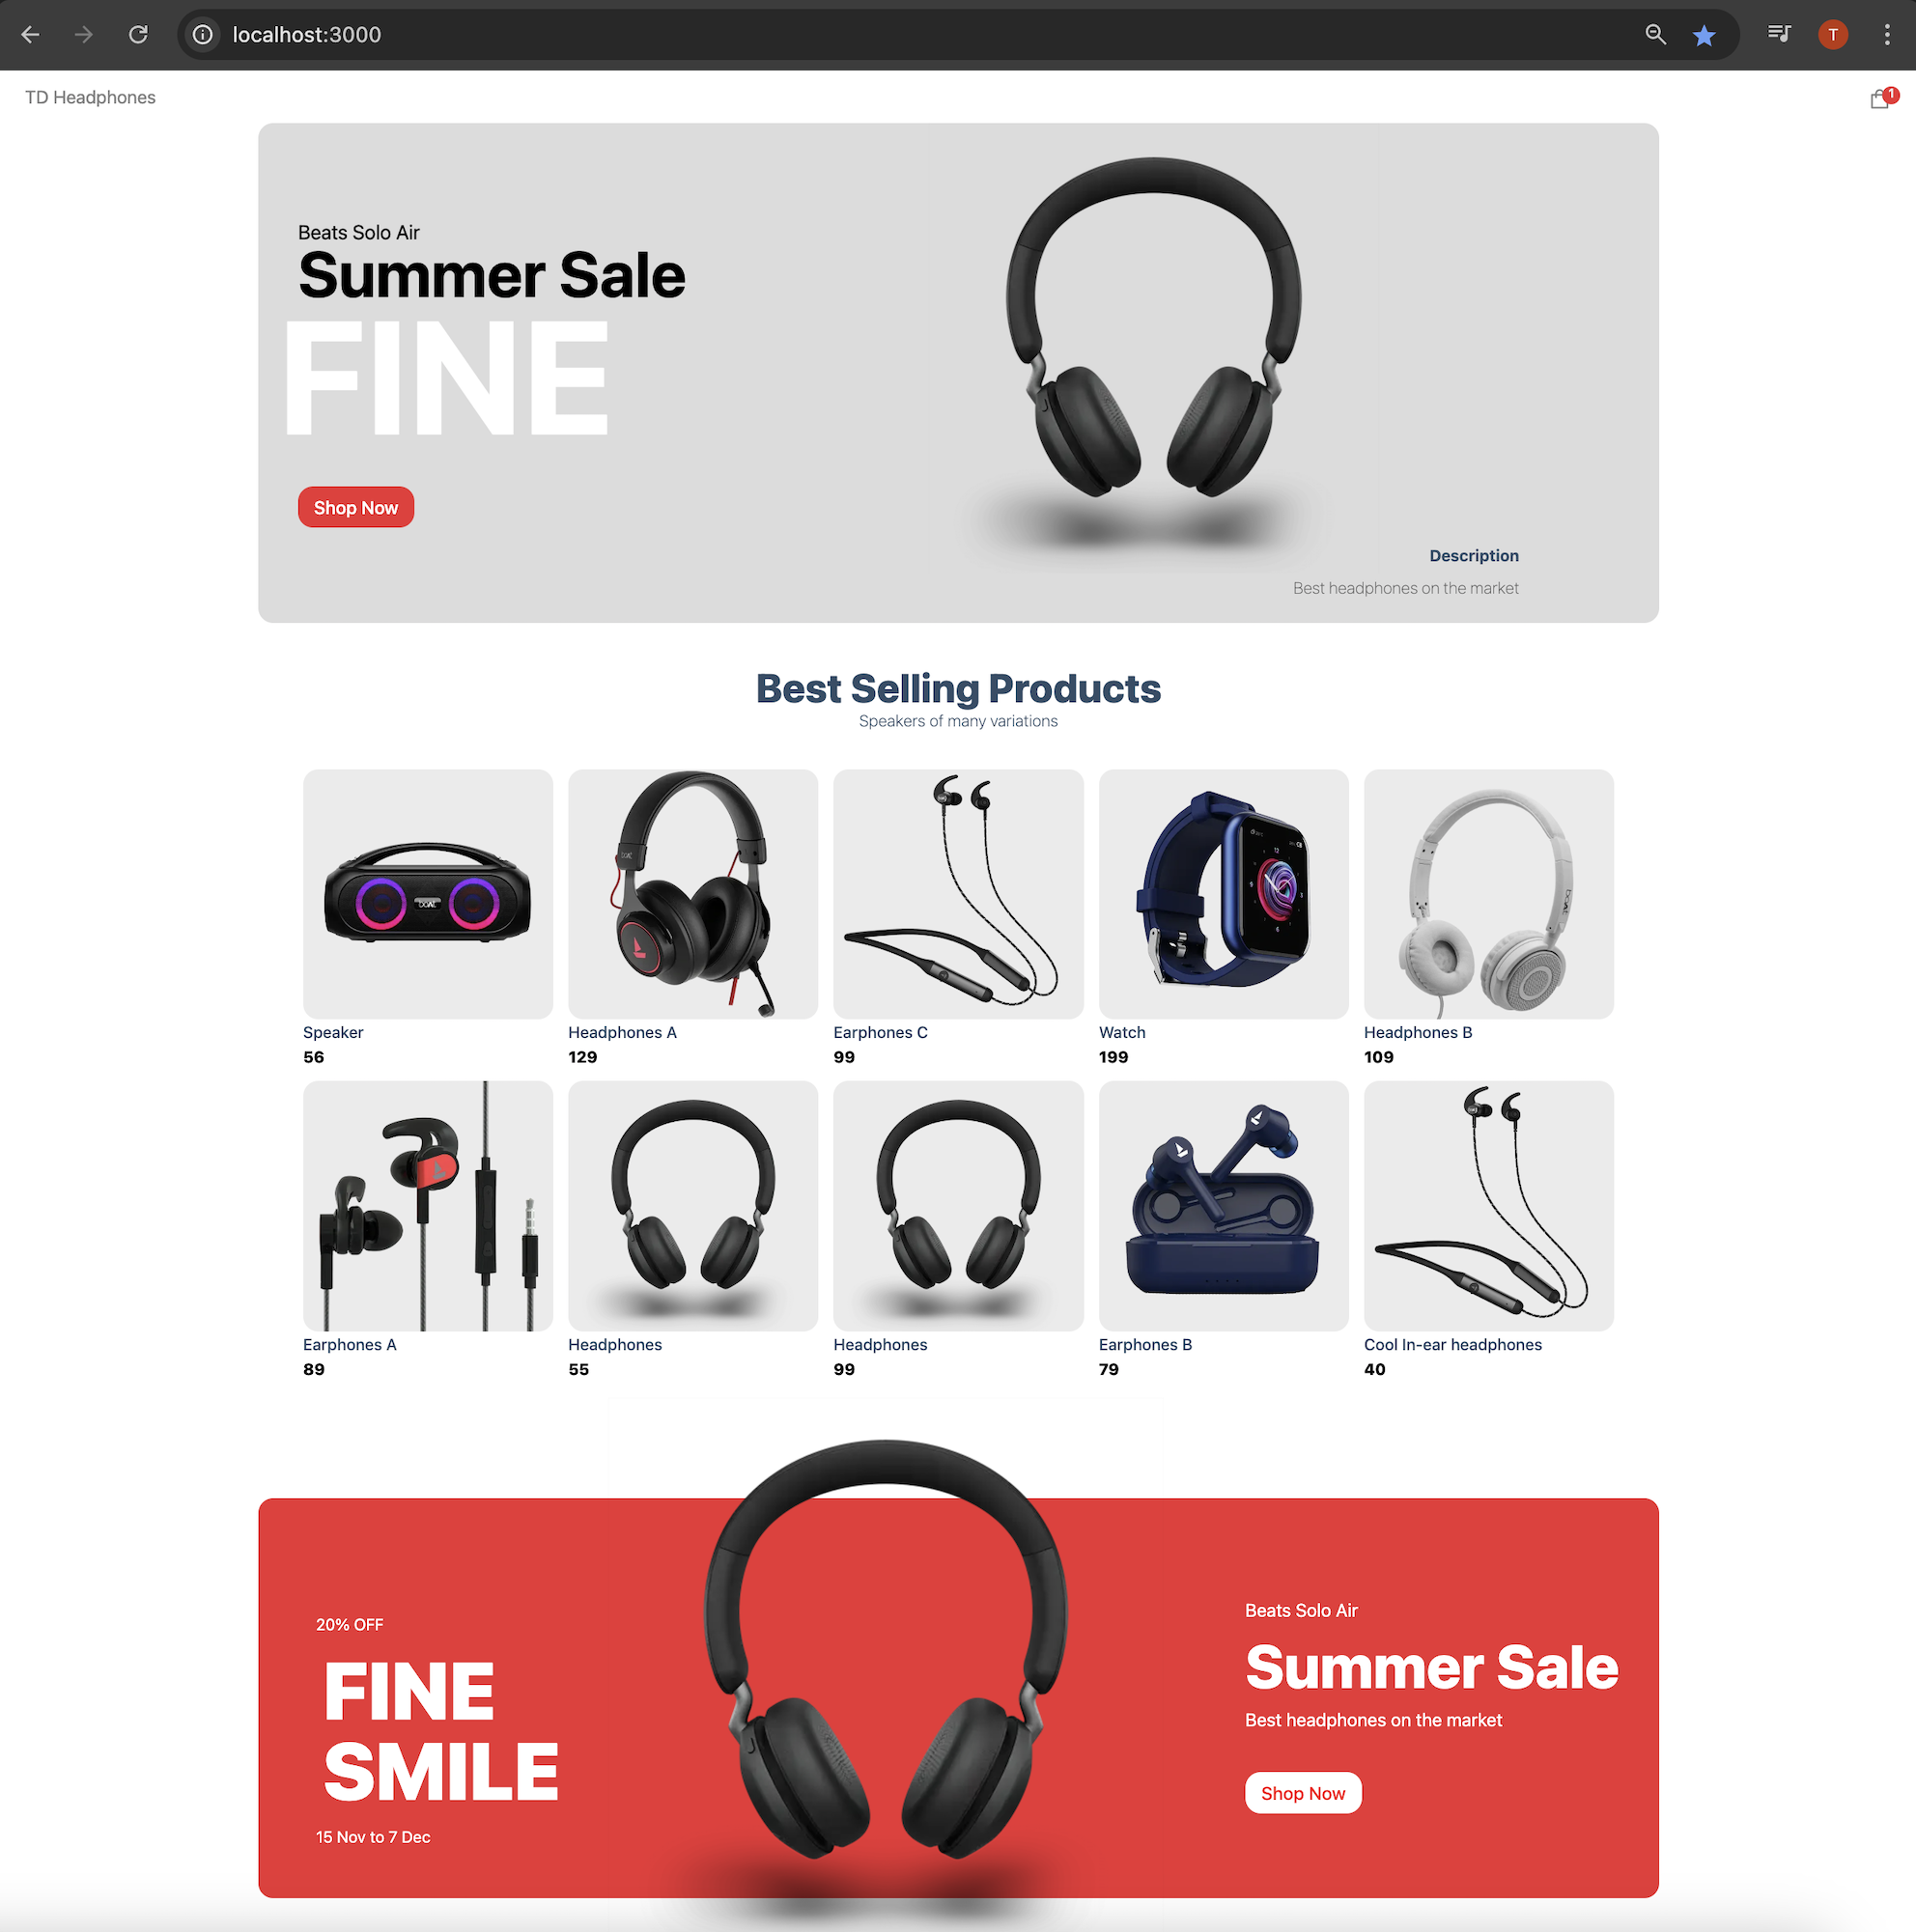 localhost:3000
T
TD Headphones
1
Beats Solo Air
Summer Sale
FINE
Shop Now
Description
Best headphones on the market
Best Selling Products
Speakers of many variations
Speaker
56
Headphones A
129
Earphones C
99
Watch
199
Headphones B
109
Earphones A
89
Headphones
55
Headphones
99
Earphones B
79
Cool In-ear headphones
40
20% OFF
FINE
SMILE
15 Nov to 7 Dec
Beats Solo Air
Summer Sale
Best headphones on the market
Shop Now